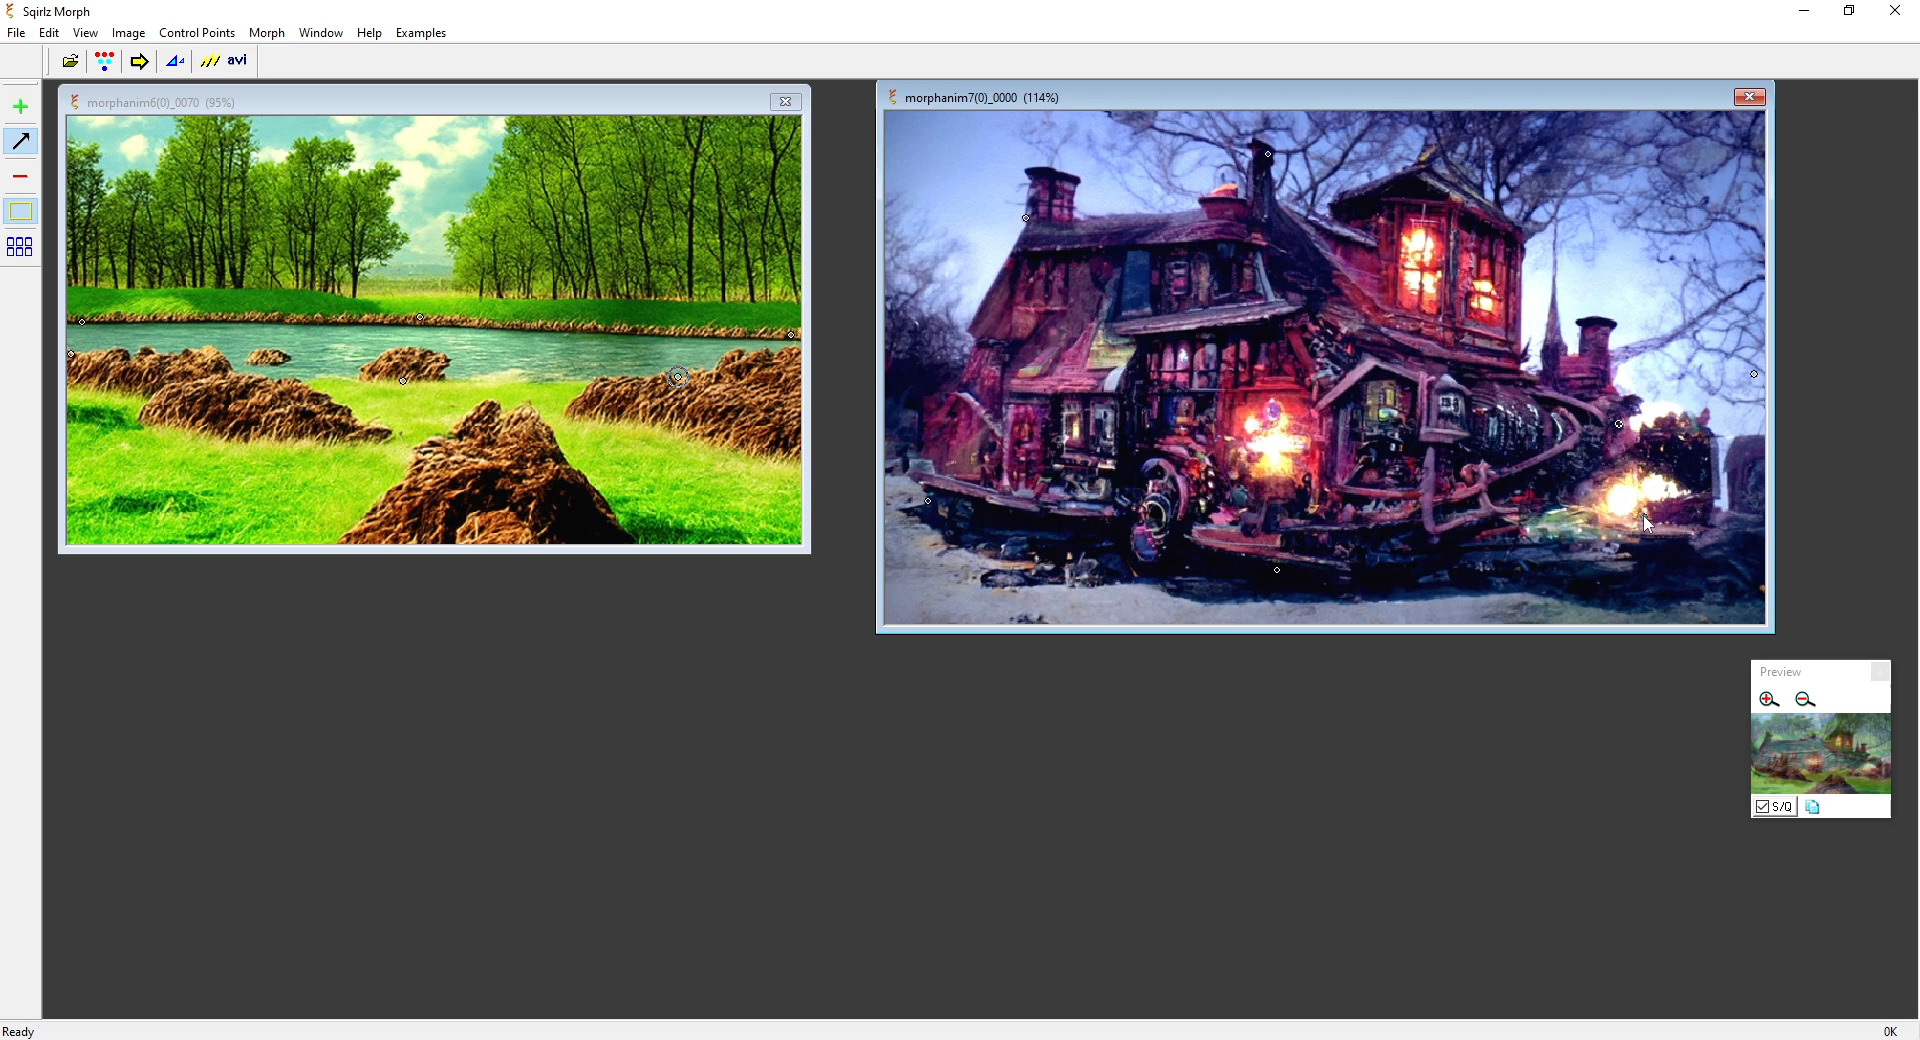 Sqirlz Morph
File Edit View Image Control Points Morph Window Help Examples
avi
morphanim6(0)_0070 (95%)
morphanim7(0)_0000 (114%)
Preview
S/Q
Ready
0K